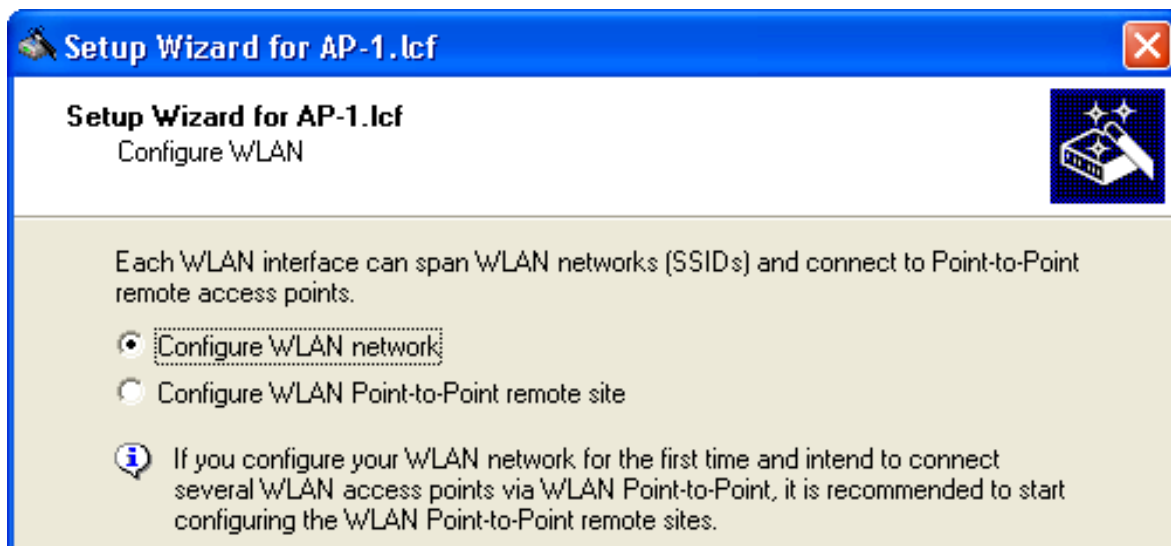 Setup Wizard for AP-1.lcf
Setup Wizard for AP-1.lcf
Configure WLAN
Each WLAN interface can span WLAN networks (SSIDs) and connect to Point-to-Point
remote access points.
Configure WLAN network
Configure WLAN Point-to-Point remote site
If you configure your WLAN network for the first time and intend to connect
several WLAN access points via WLAN Point-to-Point, it is recommended to start
configuring the WLAN Point-to-Point remote sites.